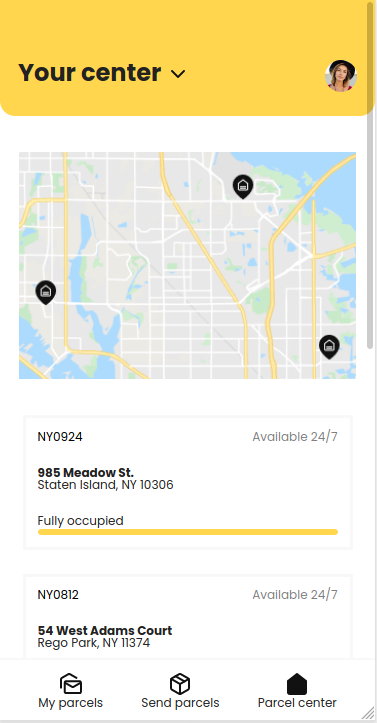 Your center
NY0924
Available 24/7
985 Meadow St.
Staten Island, NY 10306
Fully occupied
NY0812
Available 24/7
54 West Adams Court
Rego Park, NY 11374
My parcels
Send parcels
Parcel center